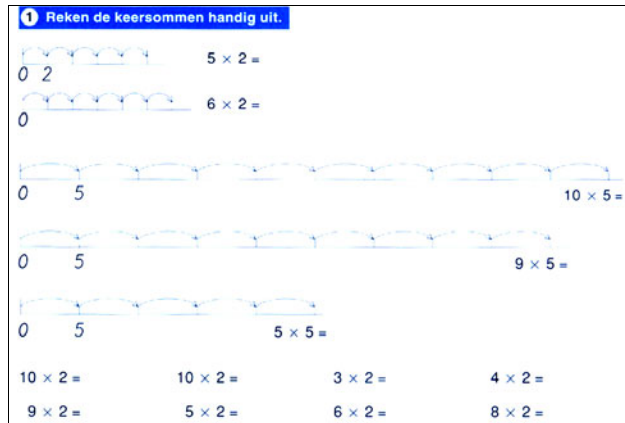 1 Reken de keersommen handig uit.
5 × 2 =
0 2
6 × 2 =
0
0 5 10 × 5 =
0 5 9 × 5 =
0 5 5 × 5 =
10 × 2 = 10 × 2 = 3 × 2 = 4 × 2 =
9 × 2 = 5 × 2 = 6 × 2 = 8 × 2 =